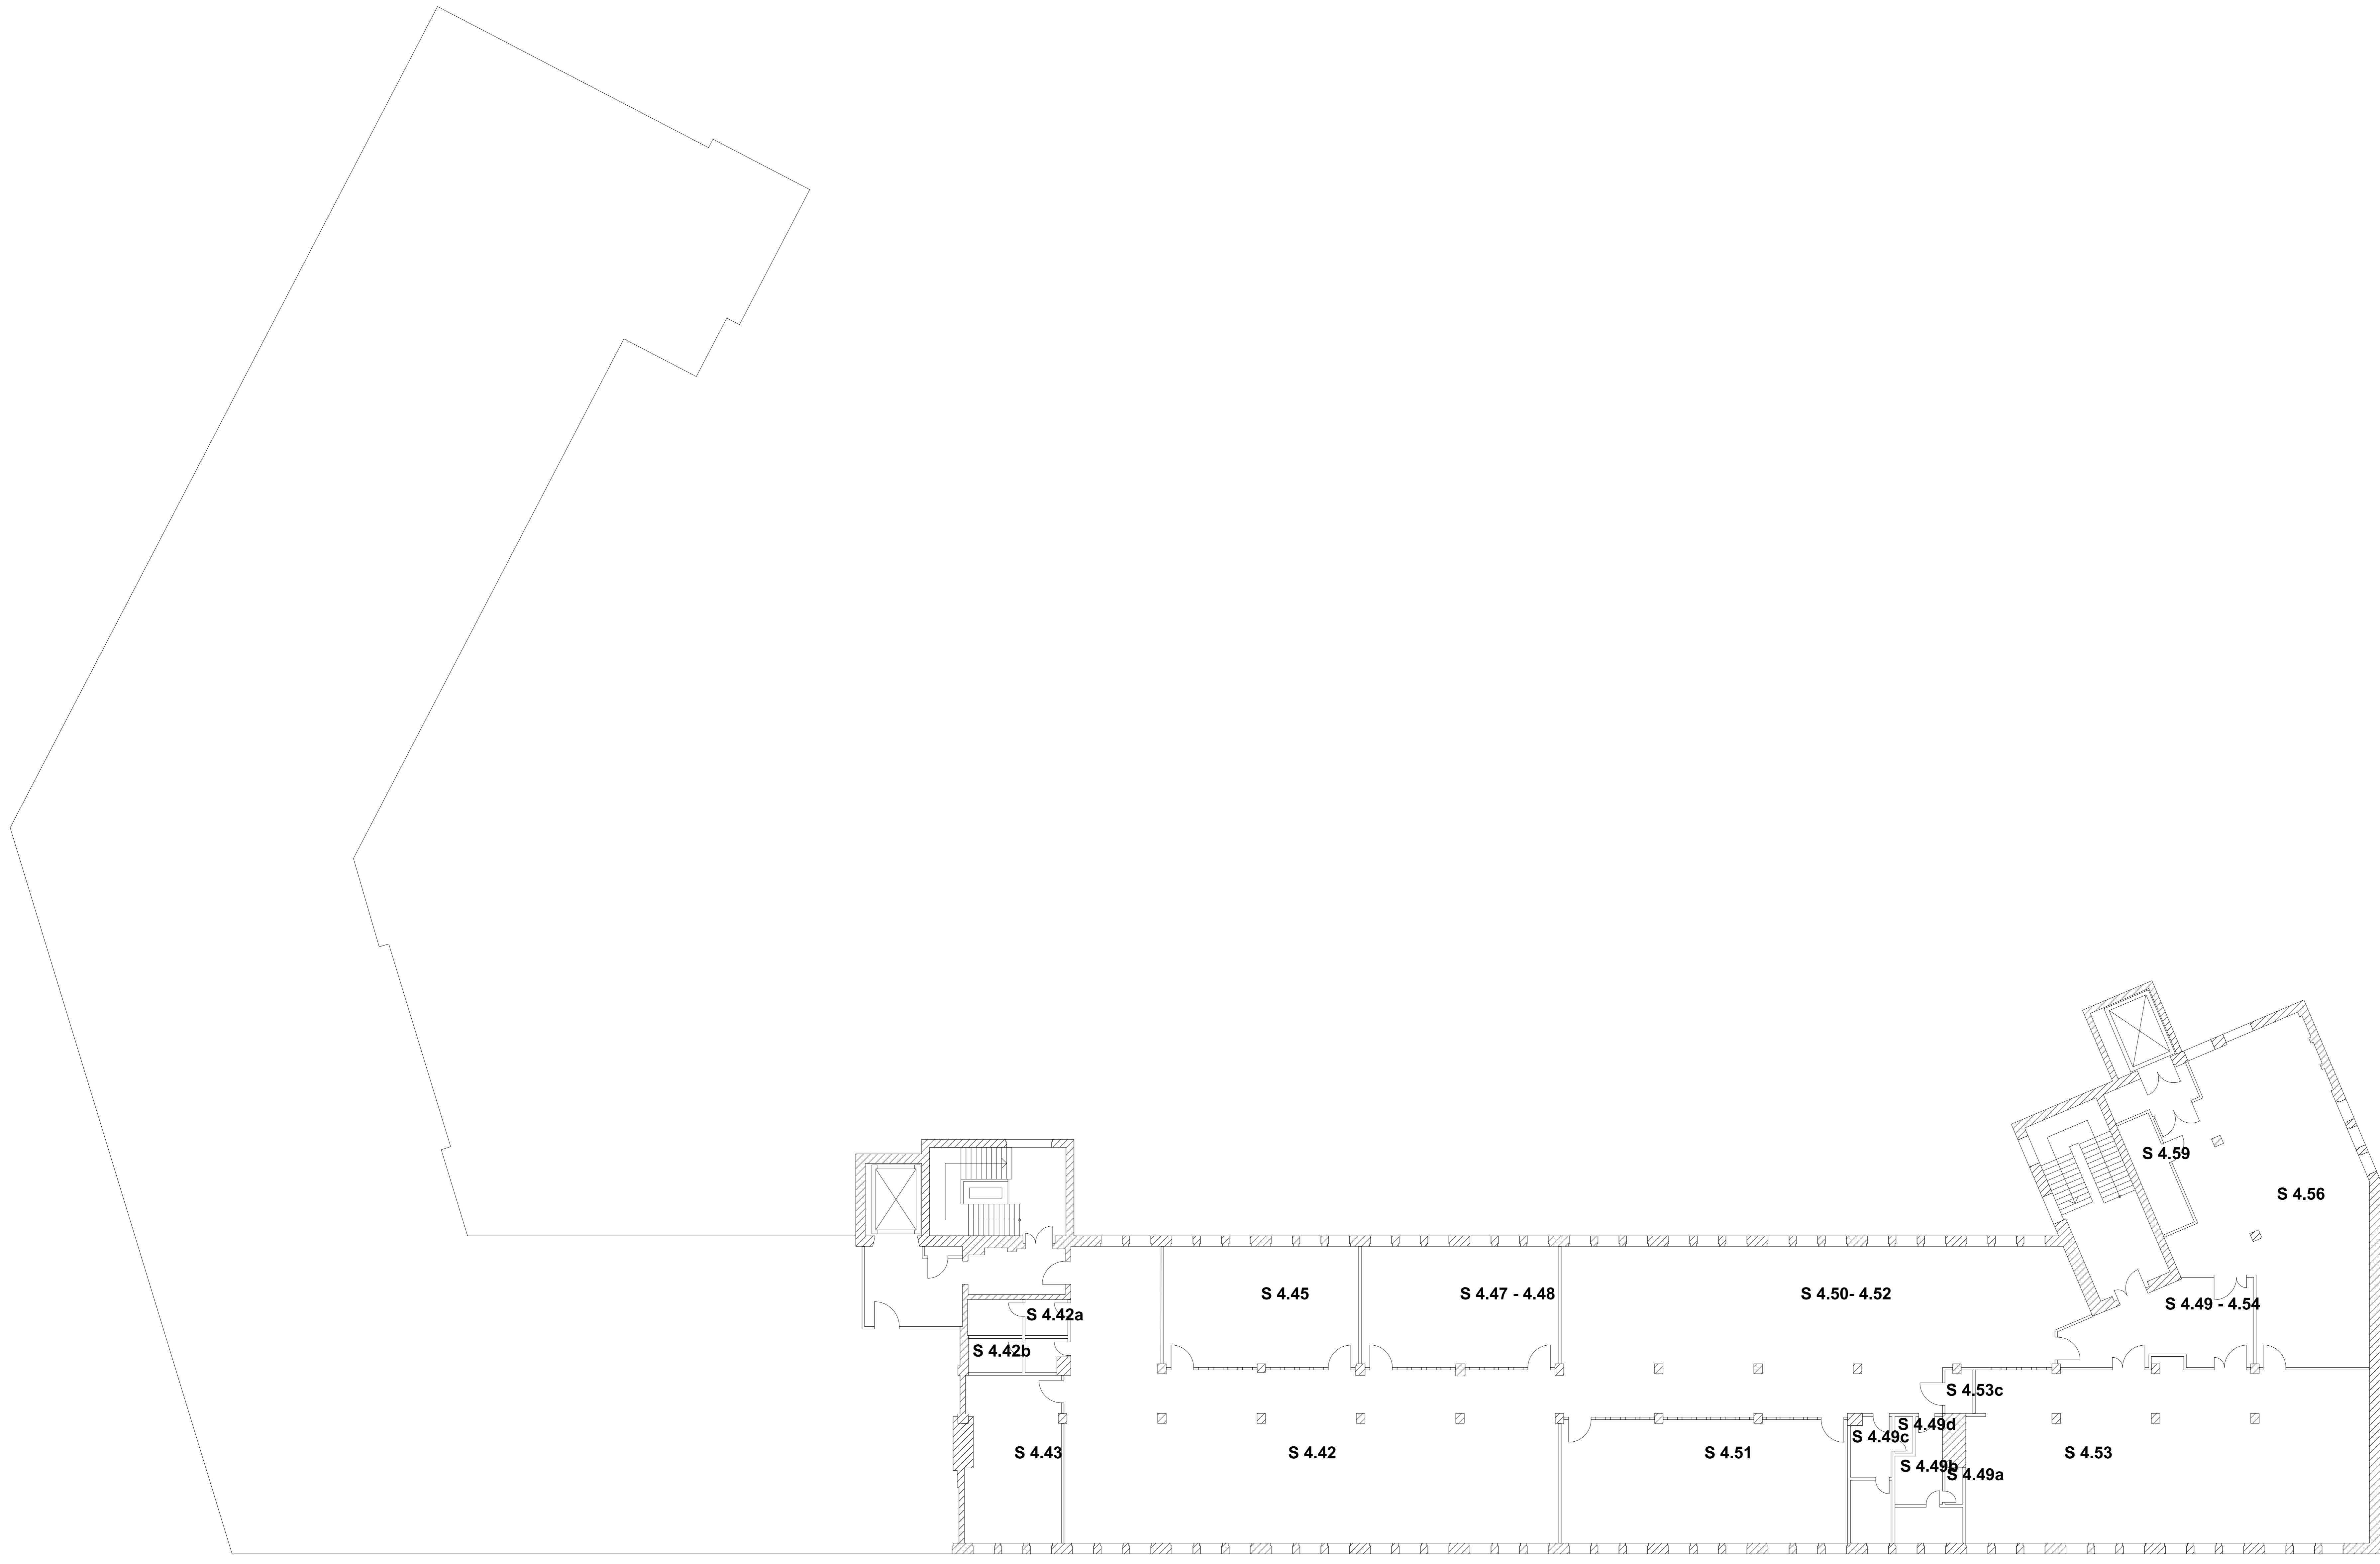 S 4.59
S 4.56
S 4.45
S 4.47 - 4.48
S 4.50- 4.52
S 4.49 - 4.54
S 4.42a
S 4.42b
S 4.53c
S 4.49d
S 4.49c
S 4.43
S 4.42
S 4.51
S 4.53
S 4.49b
S 4.49a